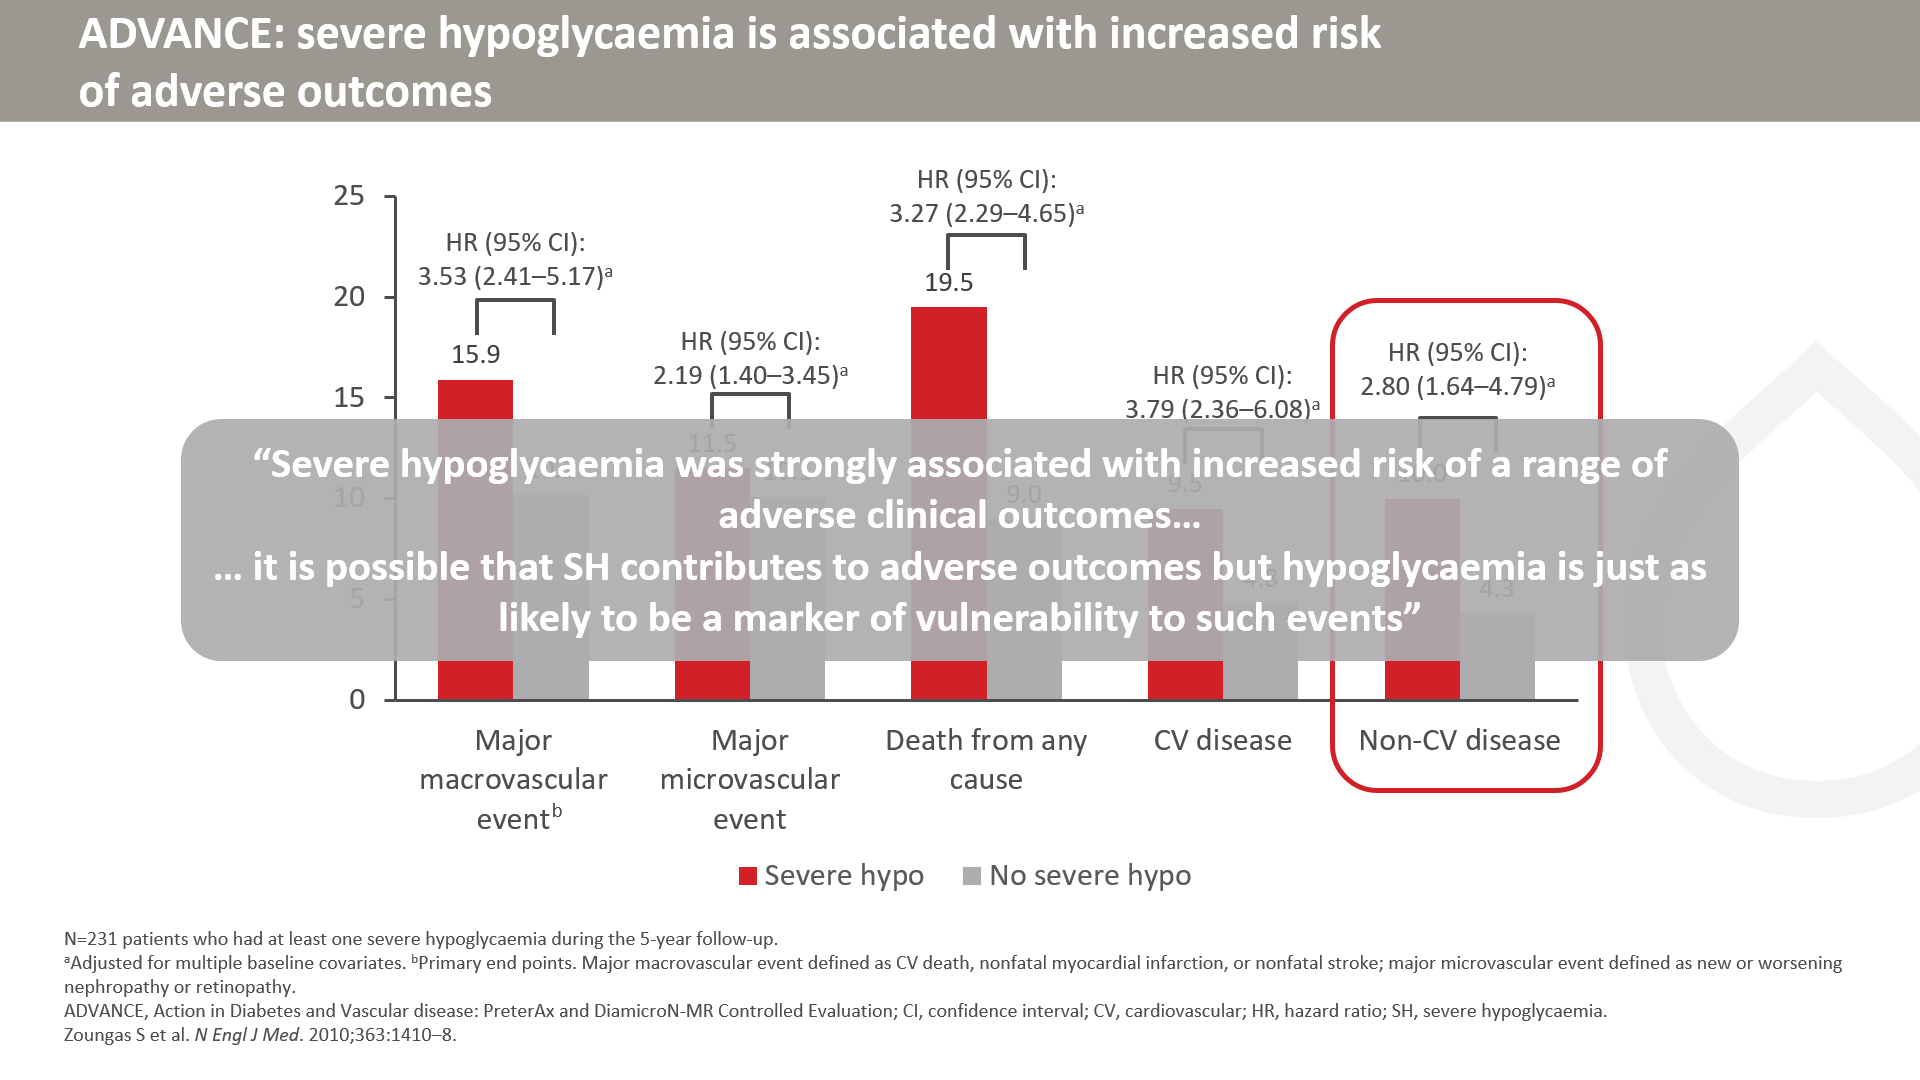 ADVANCE: severe hypoglycaemia is associated with increased risk
of adverse outcomes
25
20
15
10
5
0
HR (95% CI):
3.53 (2.41–5.17)ᵃ
15.9
HR (95% CI):
2.19 (1.40–3.45)ᵃ
11.5
HR (95% CI):
3.27 (2.29–4.65)ᵃ
19.5
9.0
HR (95% CI):
3.79 (2.36–6.08)ᵃ
9.5
4.8
HR (95% CI):
2.80 (1.64–4.79)ᵃ
10.0
4.3
“Severe hypoglycaemia was strongly associated with increased risk of a range of
adverse clinical outcomes...
... it is possible that SH contributes to adverse outcomes but hypoglycaemia is just as
likely to be a marker of vulnerability to such events”
Major
macrovascular
eventᵇ
Major
microvascular
event
Death from any
cause
CV disease
Non-CV disease
Severe hypo
No severe hypo
N=231 patients who had at least one severe hypoglycaemia during the 5-year follow-up.
ᵃAdjusted for multiple baseline covariates. ᵇPrimary end points. Major macrovascular event defined as CV death, nonfatal myocardial infarction, or nonfatal stroke; major microvascular event defined as new or worsening
nephropathy or retinopathy.
ADVANCE, Action in Diabetes and Vascular disease: PreterAx and DiamicroN-MR Controlled Evaluation; CI, confidence interval; CV, cardiovascular; HR, hazard ratio; SH, severe hypoglycaemia.
Zoungas S et al. N Engl J Med. 2010;363:1410–8.